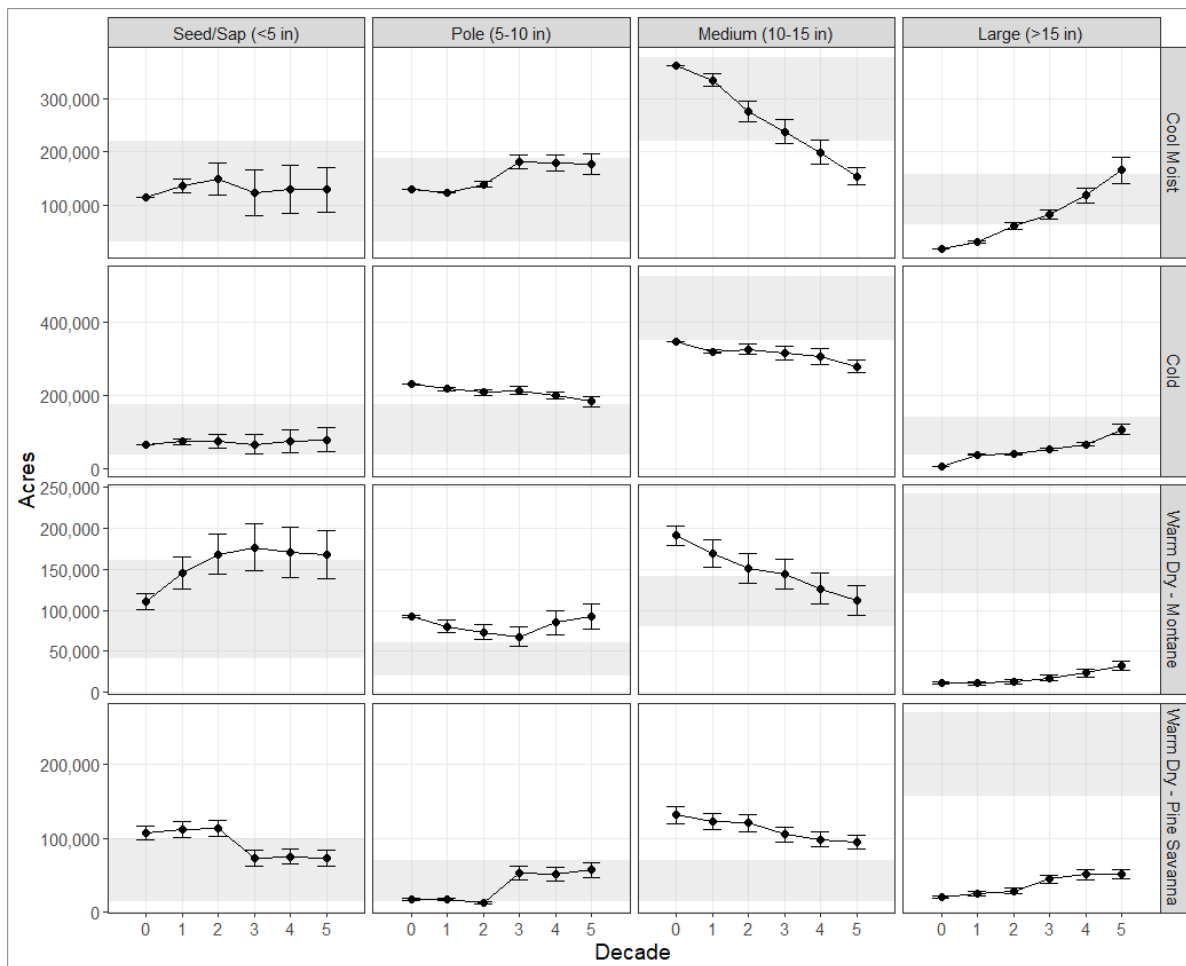 Seed/Sap (<5 in) Pole (5-10 in) Medium (10-15 in) Large (>15 in)
300,000
200,000
100,000
Cool Moist
400,000
200,000
0
Cold
Acres
250,000
200,000
150,000
100,000
50,000
0
Warm Dry - Montane
200,000
100,000
0
Warm Dry - Pine Savanna
0 1 2 3 4 5 0 1 2 3 4 5 0 1 2 3 4 5 0 1 2 3 4 5
Decade